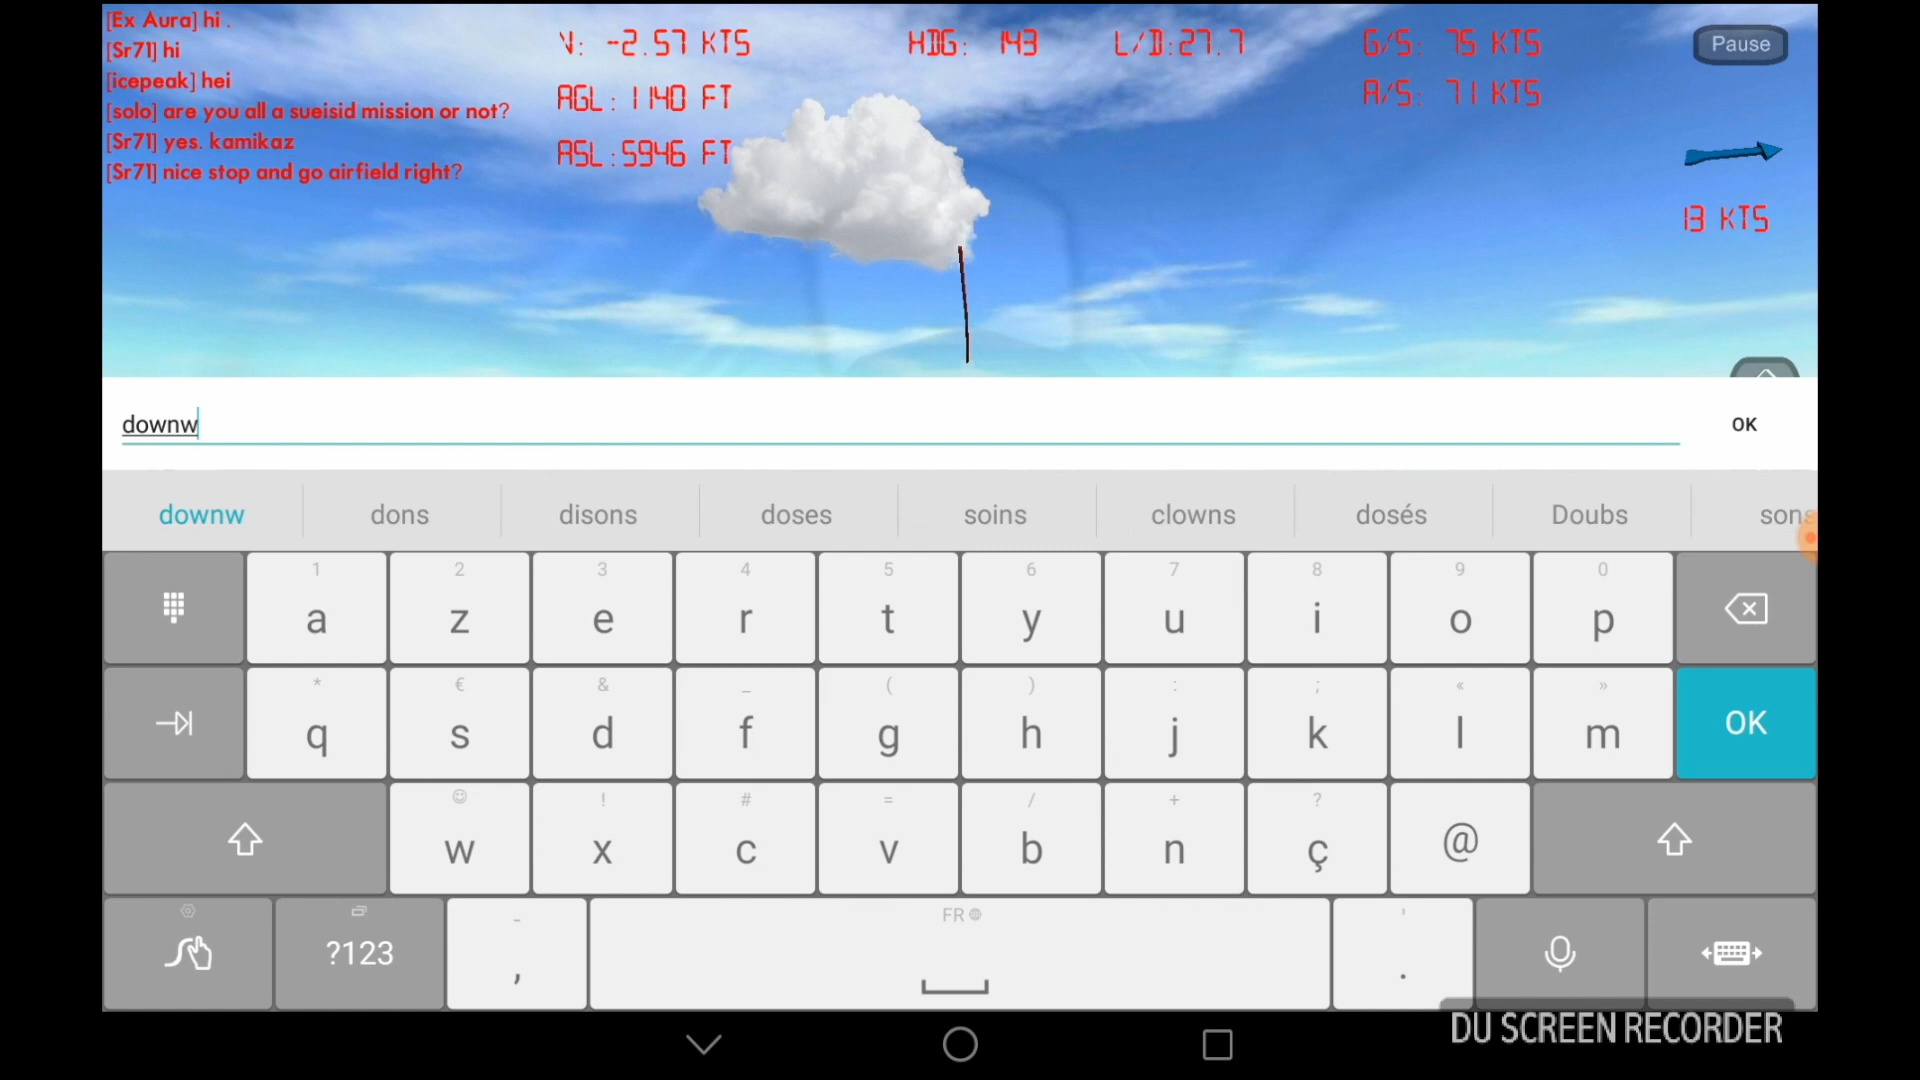 [Ex Aura] hi .
[Sr71] hi
[icepeak] hei
[solo] are you all a sueisid mission or not?
[Sr71] yes. kamikaz
[Sr71] nice stop and go airfield right?
V: -2.57 KTS
AGL: 1140 FT
ASL:5946 FT
HDG: 143
L/D:27.7
G/S: 75 KTS
A/S: 71 KTS
Pause
13 KTS
downw
OK
downw dons disons doses soins clowns dosés Doubs sons
1 2 3 4 5 6 7 8 9 0
a z e r t y u i o p
* € & _ ( ) : ; « »
q s d f g h j k l m OK
! # = / + ?
w x c v b n ç @
- FR '
?123 , .
DU SCREEN RECORDER